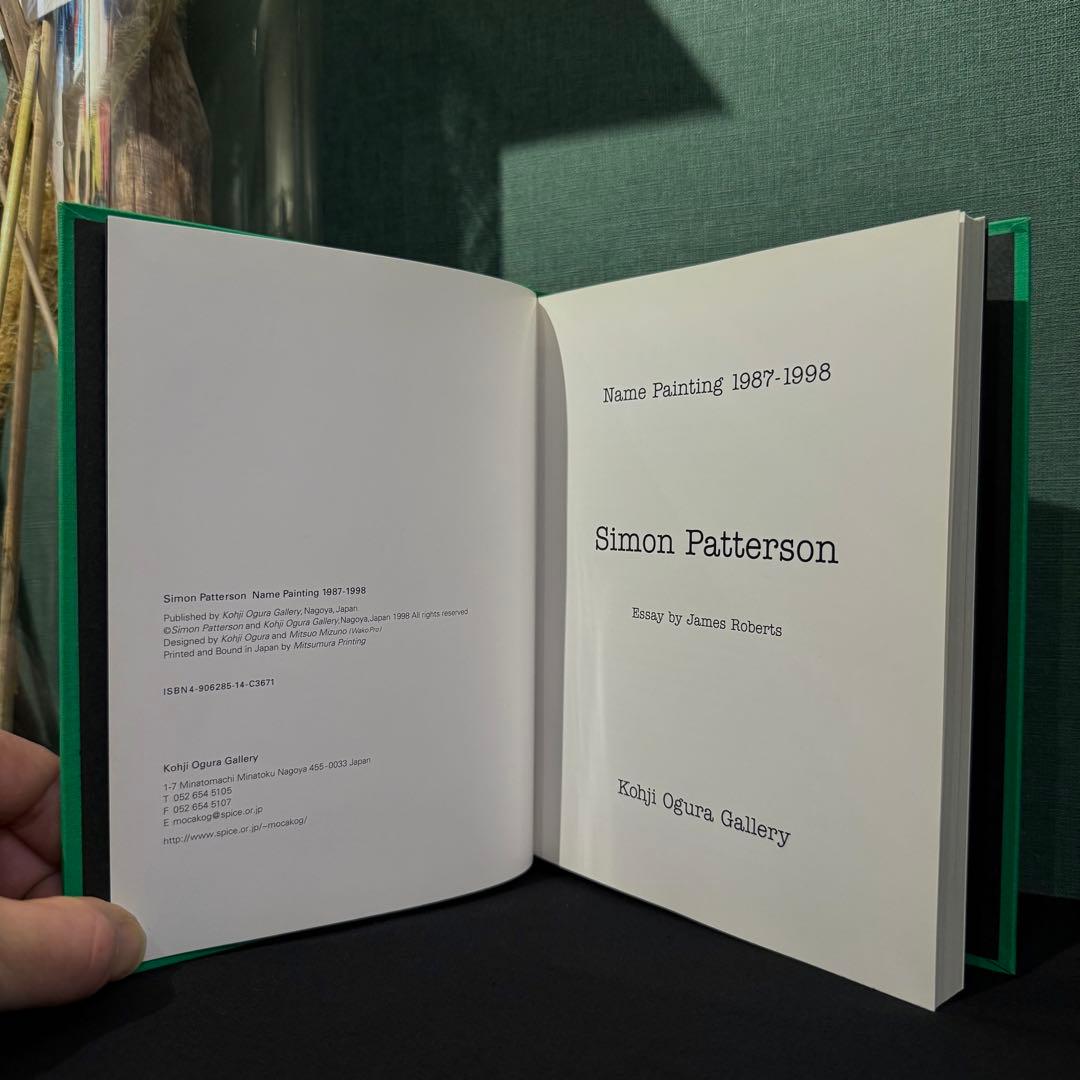 Simon Patterson Name Painting 1987-1998
Published by Kohji Ogura Gallery, Nagoya, Japan
©Simon Patterson and Kohji Ogura Gallery, Nagoya, Japan 1998 All rights reserved
Designed by Kohji Ogura and Mitsuo Mizuno (Wako Pro)
Printed and Bound in Japan by Mitsumura Printing
ISBN4-906285-14-C3671
Kohji Ogura Gallery
1-7 Minatomachi Minatoku Nagoya 455-0033 Japan
T 052 654 5105
F 052 654 5107
E mocakog@spice.or.jp
http://www.spice.or.jp/~mocakog/
Name Painting 1987-1998
Simon Patterson
Essay by James Roberts
Kohji Ogura Gallery